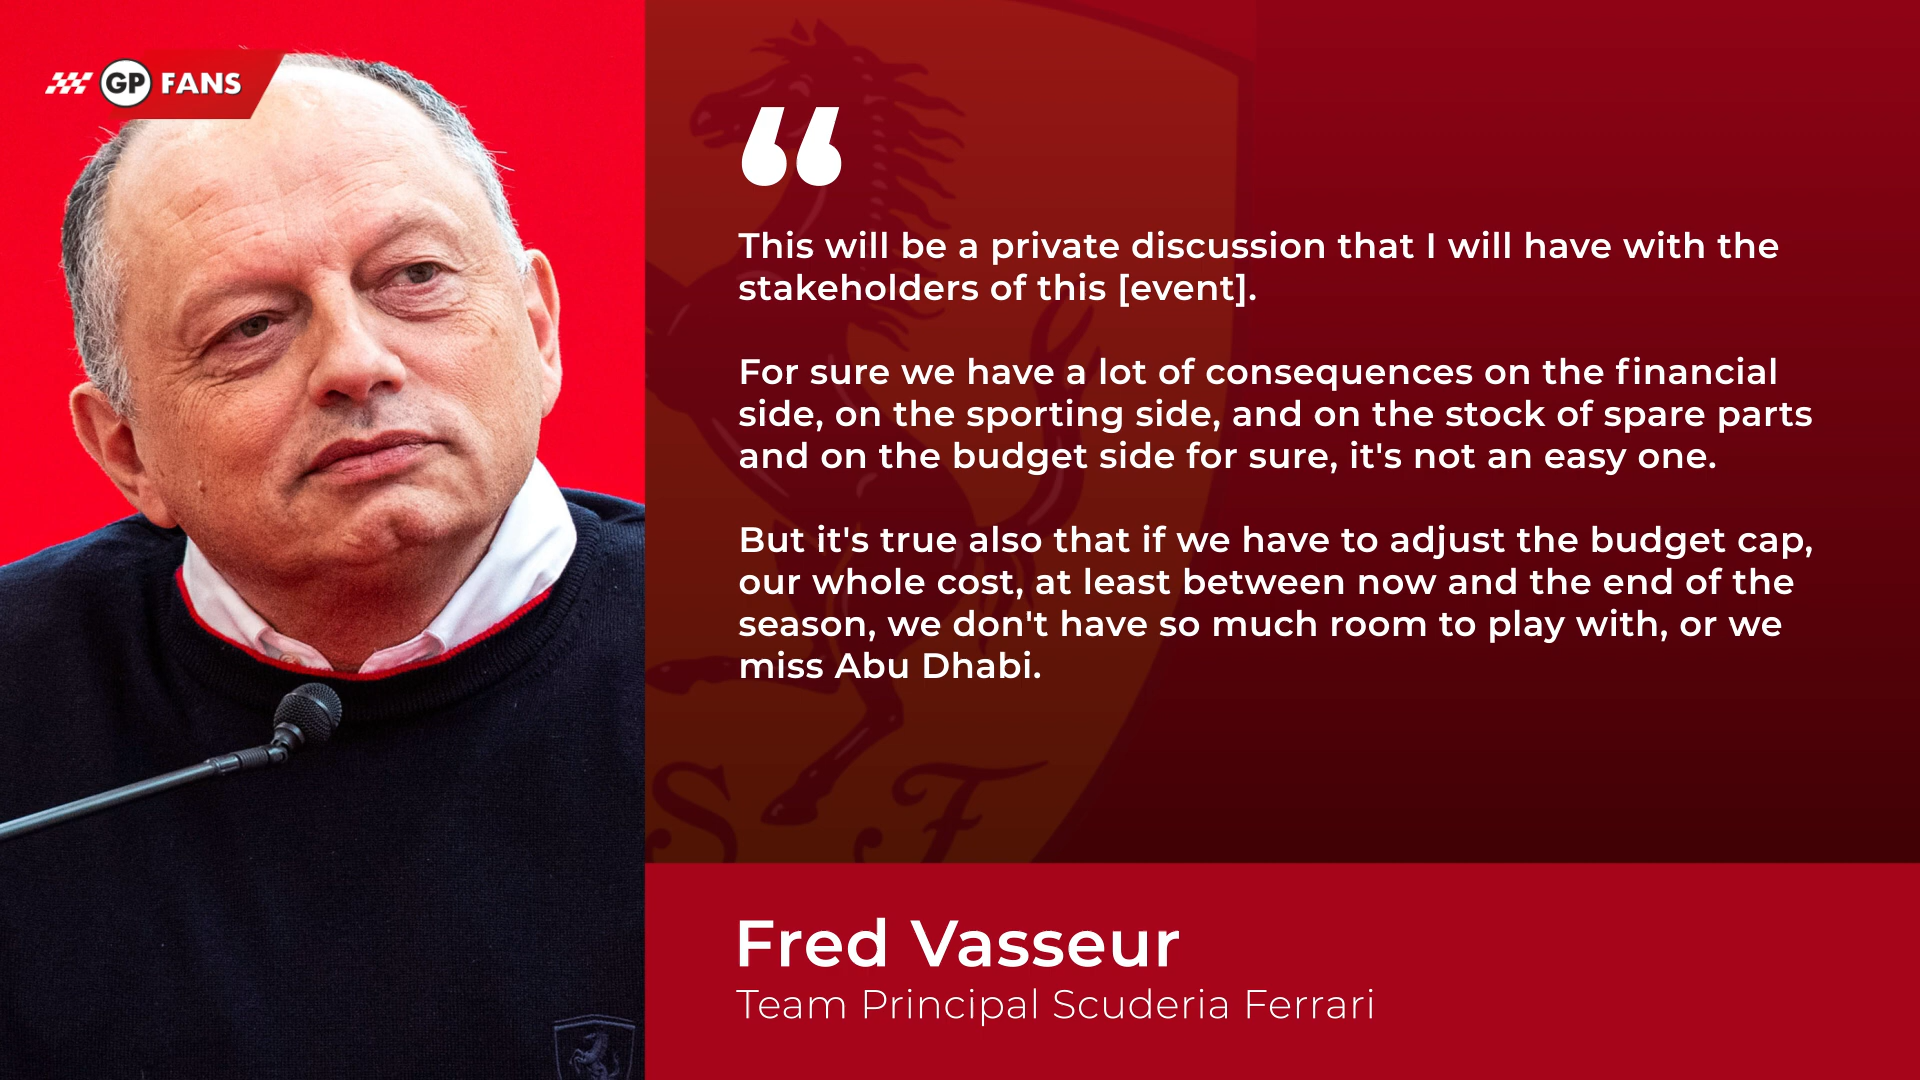 GP FANS
“
This will be a private discussion that I will have with the
stakeholders of this [event].
For sure we have a lot of consequences on the financial
side, on the sporting side, and on the stock of spare parts
and on the budget side for sure, it's not an easy one.
But it's true also that if we have to adjust the budget cap,
our whole cost, at least between now and the end of the
season, we don't have so much room to play with, or we
miss Abu Dhabi.
S F
Fred Vasseur
Team Principal Scuderia Ferrari